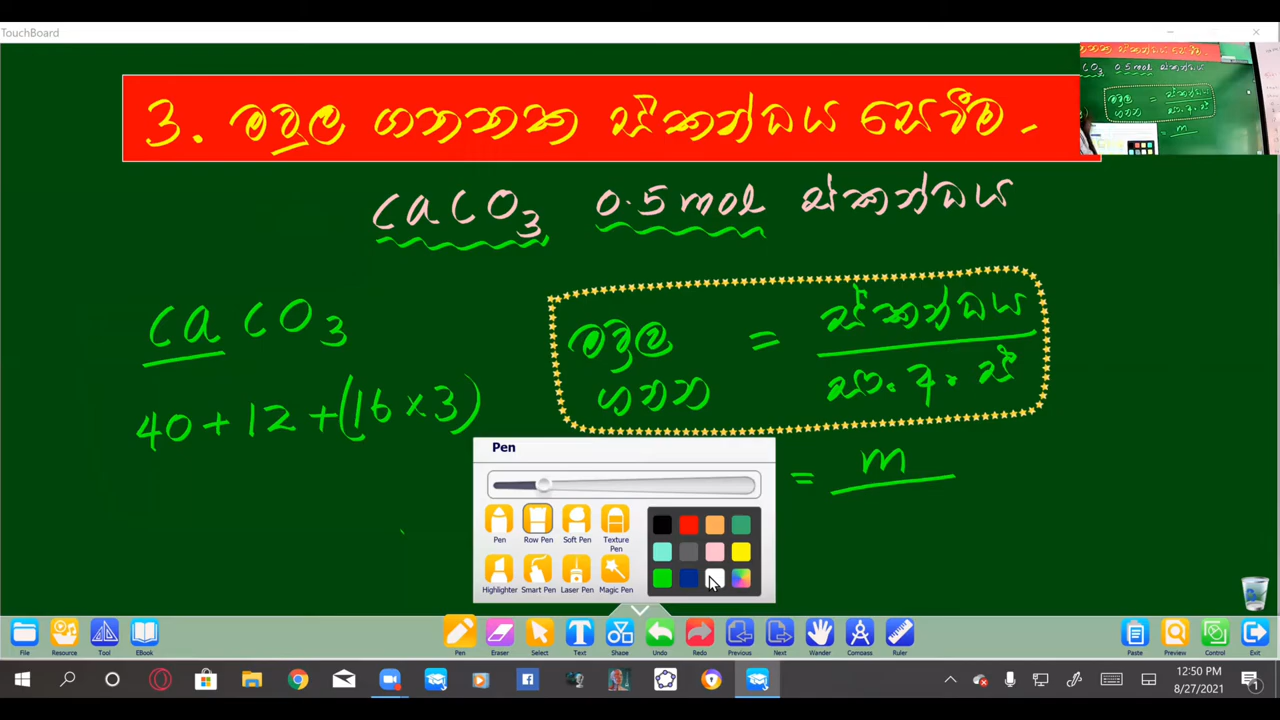 TouchBoard
3. මවුල ගනනක ස්කන්ධය සෙවීම.
CaCO3 0.5 mol ස්කන්ධය
CaCO3
මවුල ගනන = ස්කන්ධය / සා.අ.ස්
40 + 12 + (16 × 3)
= m
Pen
Pen Row Pen Soft Pen Texture Pen
Highlighter Smart Pen Laser Pen Magic Pen
File Resource Tool EBook Pen Eraser Select Text Shape Undo Redo Previous Next Wander Compass Ruler Paste Preview Control Exit
12:50 PM
8/27/2021